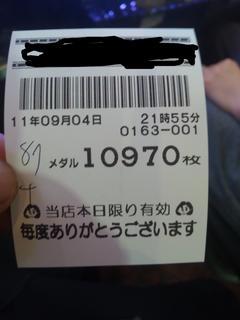 11年09月04日 21時55分
0163-001
87 メダル 10970枚
当店本日限り有効
毎度ありがとうございます